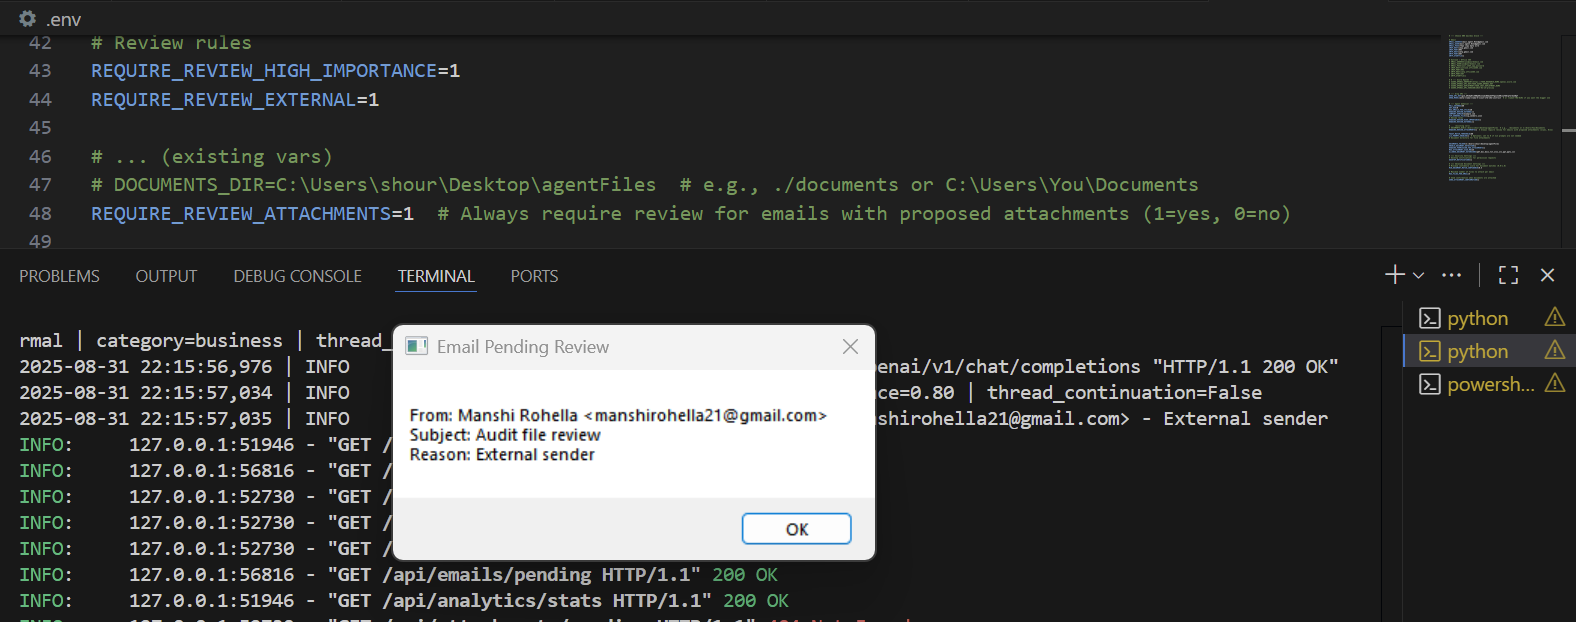 .env
42 # Review rules
43 REQUIRE_REVIEW_HIGH_IMPORTANCE=1
44 REQUIRE_REVIEW_EXTERNAL=1
45
46 # ... (existing vars)
47 # DOCUMENTS_DIR=C:\Users\shour\Desktop\agentFiles  # e.g., ./documents or C:\Users\You\Documents
48 REQUIRE_REVIEW_ATTACHMENTS=1  # Always require review for emails with proposed attachments (1=yes, 0=no)
49
PROBLEMS OUTPUT DEBUG CONSOLE TERMINAL PORTS
python
python
powersh...
rmal | category=business | thread_
2025-08-31 22:15:56,976 | INFO enai/v1/chat/completions "HTTP/1.1 200 OK"
2025-08-31 22:15:57,034 | INFO ce=0.80 | thread_continuation=False
2025-08-31 22:15:57,035 | INFO shirohella21@gmail.com> - External sender
INFO: 127.0.0.1:51946 - "GET /
INFO: 127.0.0.1:56816 - "GET /
INFO: 127.0.0.1:52730 - "GET /
INFO: 127.0.0.1:52730 - "GET /
INFO: 127.0.0.1:52730 - "GET /
INFO: 127.0.0.1:56816 - "GET /api/emails/pending HTTP/1.1" 200 OK
INFO: 127.0.0.1:51946 - "GET /api/analytics/stats HTTP/1.1" 200 OK
Email Pending Review
From: Manshi Rohella <manshirohella21@gmail.com>
Subject: Audit file review
Reason: External sender
OK